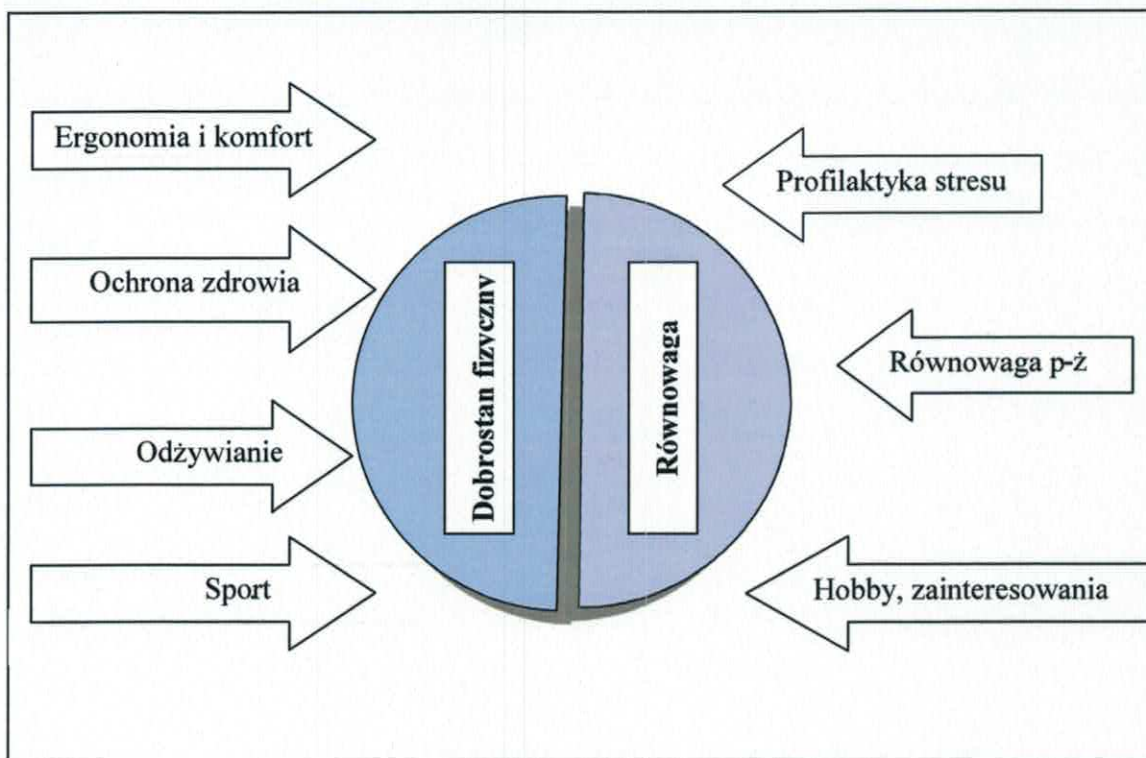 Ergonomia i komfort
Ochrona zdrowia
Odżywianie
Sport
Dobrostan fizyczny
Równowaga
Profilaktyka stresu
Równowaga p-ż
Hobby, zainteresowania